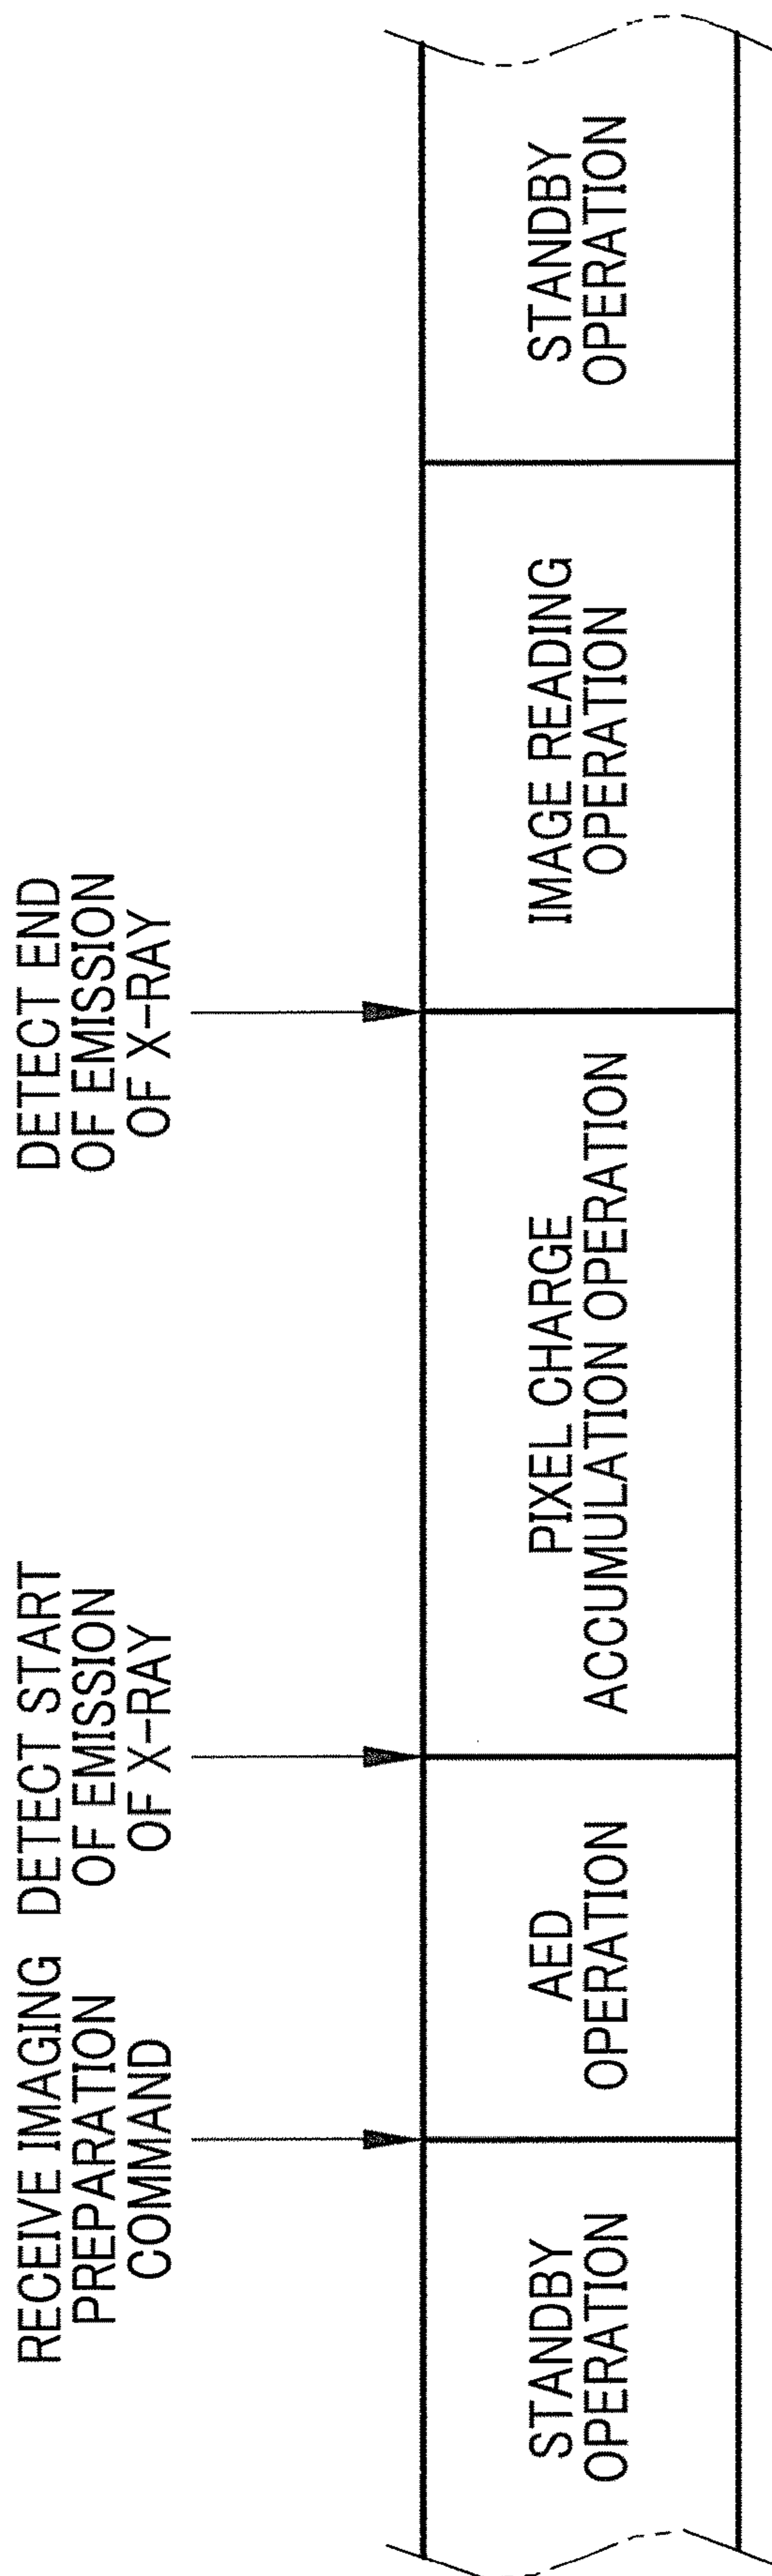 RECEIVE IMAGING
PREPARATION
COMMAND
DETECT START
OF EMISSION
OF X-RAY
DETECT END
OF EMISSION
OF X-RAY
STANDBY
OPERATION
AED
OPERATION
PIXEL CHARGE
ACCUMULATION OPERATION
IMAGE READING
OPERATION
STANDBY
OPERATION